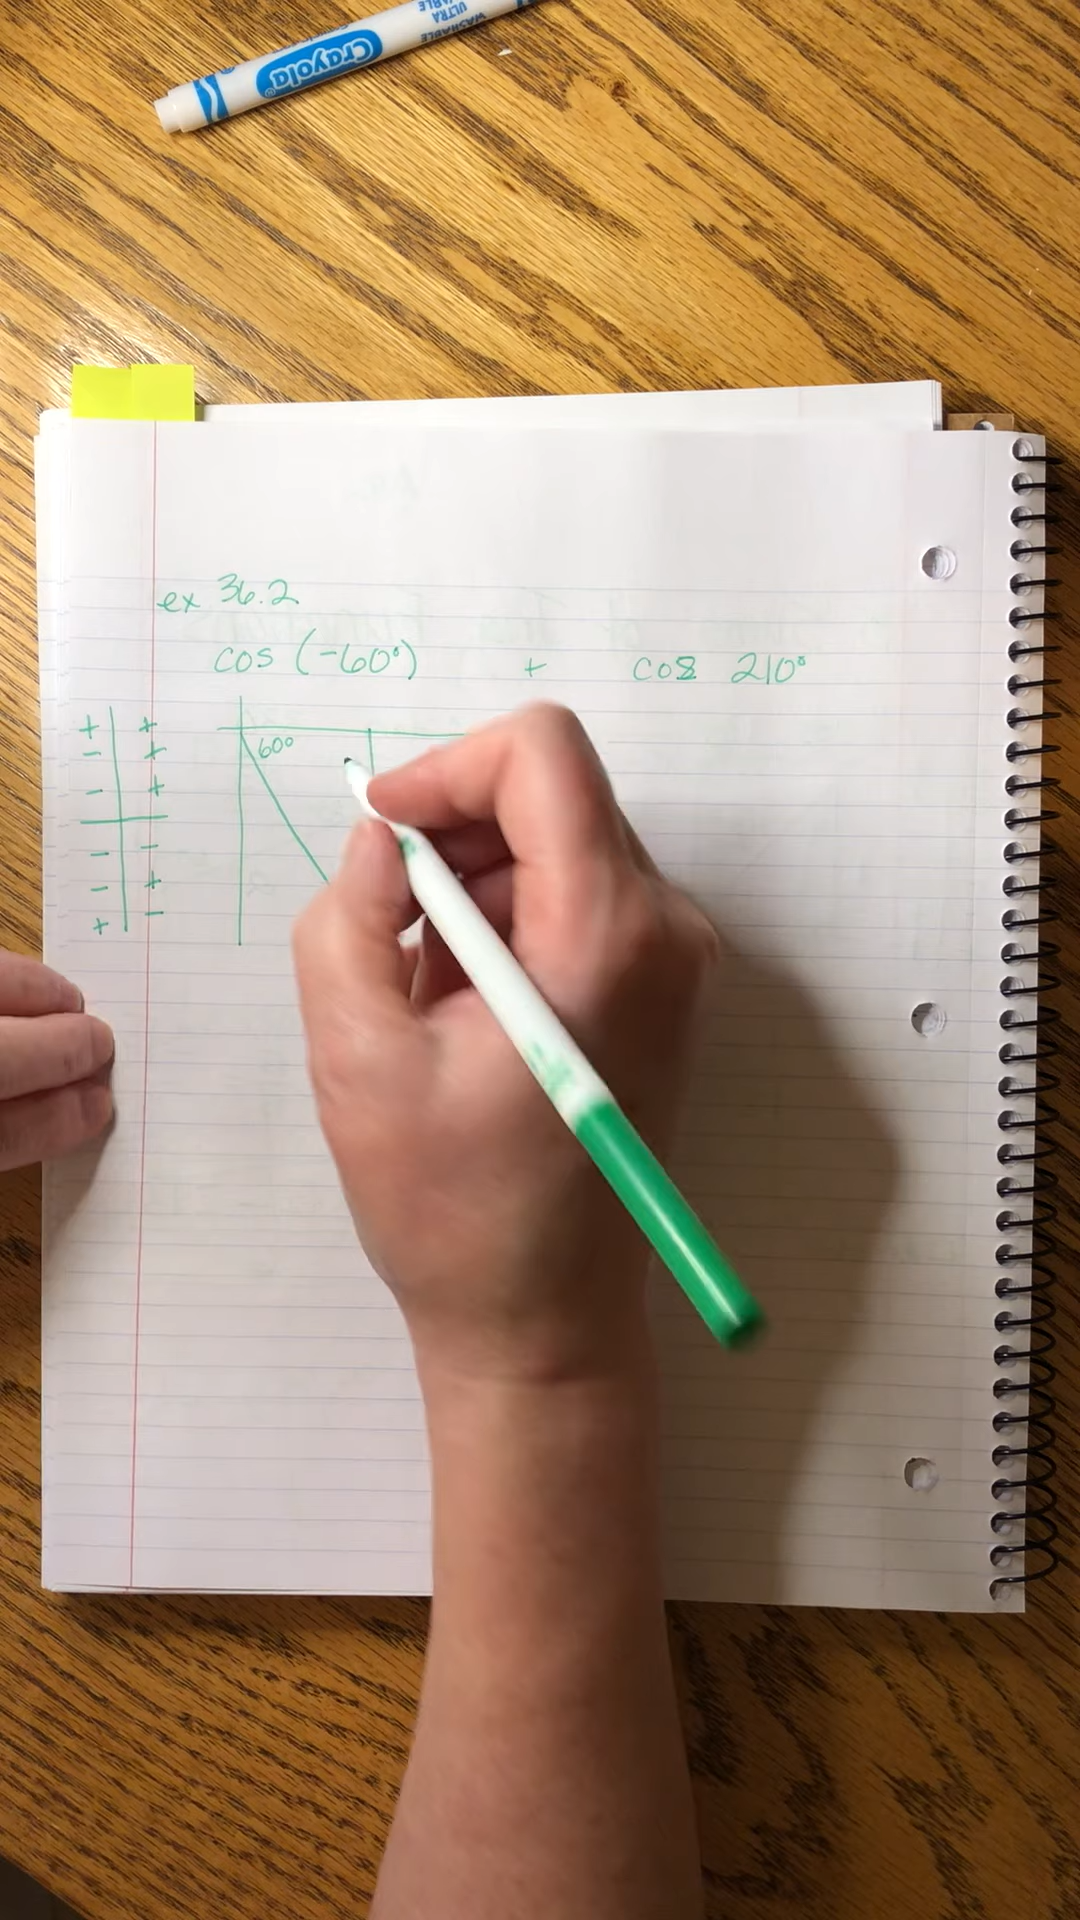 Crayola
ULTRA
WASHABLE
ex 36.2
cos (-60°) + cos 210°
+ +
- +
- +
60°
- -
- +
+ -